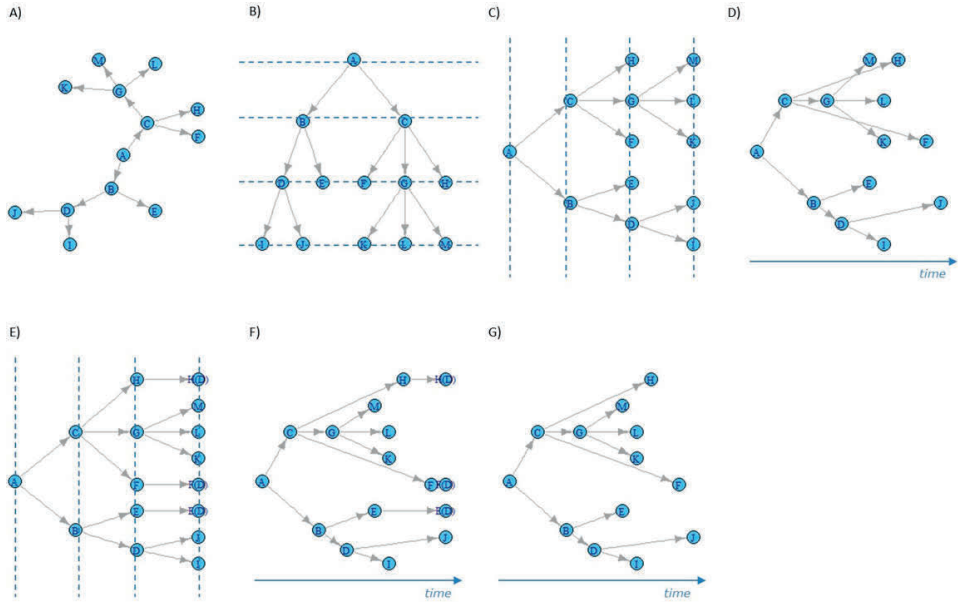 A)
M L
K G
H
C
F
A
B
J D E
I
B)
A
B C
D E F G H
I J K L M
C)
H M
C G L
F K
A
E
B J
D
I
D)
M H
C G L
K F
A
E
B J
D
I
time
E)
H
M
C G L
K
A F
E
B J
D
I
F)
H
M
C G L
K
A F
E
B J
D
I
time
G)
H
M
C G L
K
A F
E
B J
D
I
time